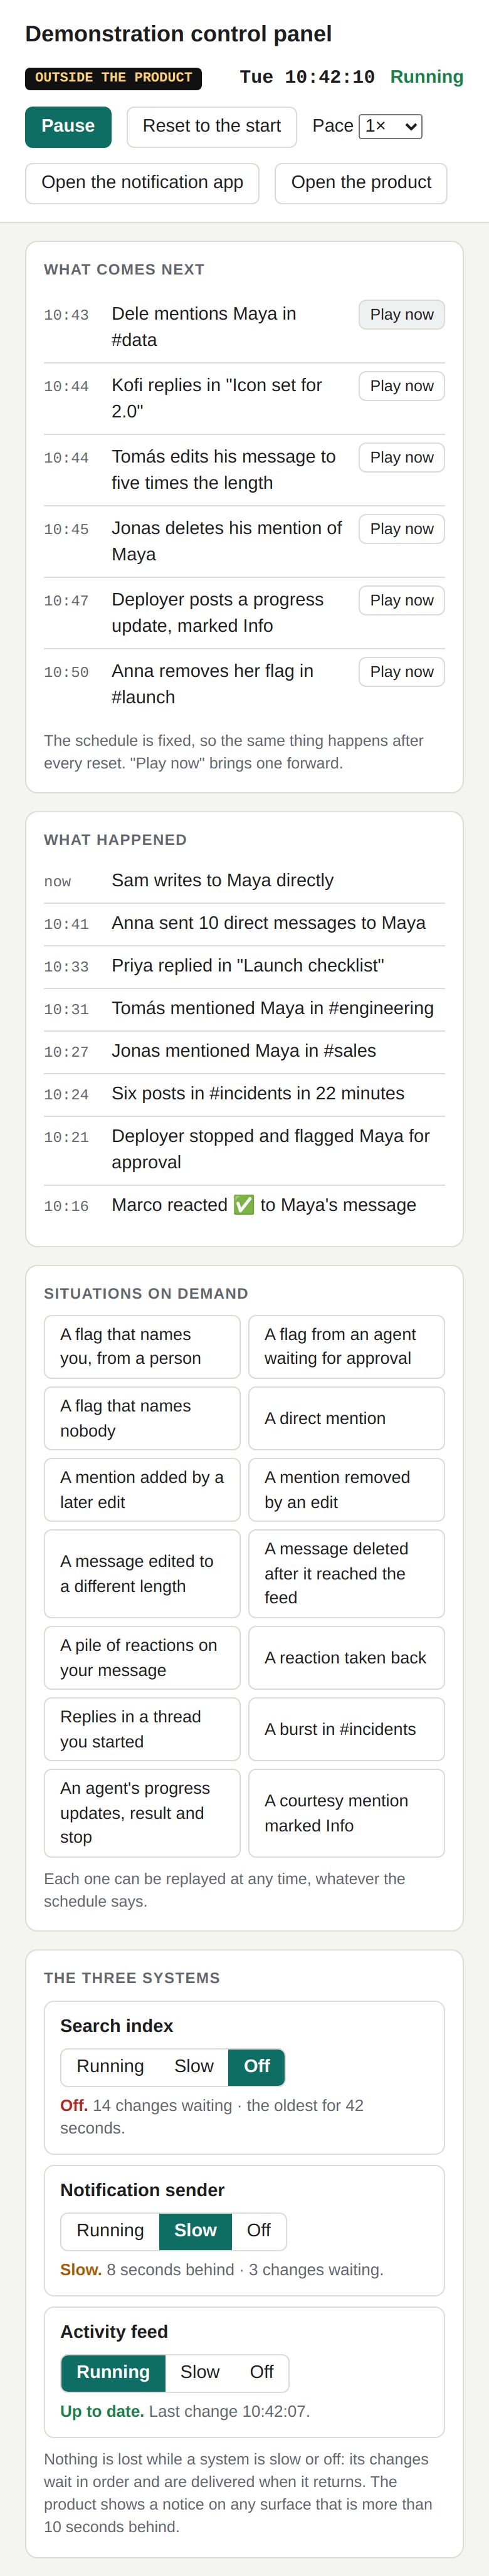 Demonstration control panel
OUTSIDE THE PRODUCT Tue 10:42:10 Running
Pause Reset to the start Pace 1×
Open the notification app Open the product
WHAT COMES NEXT
10:43 Dele mentions Maya in Play now
#data
10:44 Kofi replies in "Icon set for Play now
2.0"
10:44 Tomás edits his message to Play now
five times the length
10:45 Jonas deletes his mention of Play now
Maya
10:47 Deployer posts a progress Play now
update, marked Info
10:50 Anna removes her flag in Play now
#launch
The schedule is fixed, so the same thing happens after
every reset. "Play now" brings one forward.
WHAT HAPPENED
now Sam writes to Maya directly
10:41 Anna sent 10 direct messages to Maya
10:33 Priya replied in "Launch checklist"
10:31 Tomás mentioned Maya in #engineering
10:27 Jonas mentioned Maya in #sales
10:24 Six posts in #incidents in 22 minutes
10:21 Deployer stopped and flagged Maya for
approval
10:16 Marco reacted ✅ to Maya's message
SITUATIONS ON DEMAND
A flag that names
you, from a person
A flag from an agent
waiting for approval
A flag that names
nobody
A direct mention
A mention added by a
later edit
A mention removed
by an edit
A message edited to
a different length
A message deleted
after it reached the
feed
A pile of reactions on
your message
A reaction taken back
Replies in a thread
you started
A burst in #incidents
An agent's progress
updates, result and
stop
A courtesy mention
marked Info
Each one can be replayed at any time, whatever the
schedule says.
THE THREE SYSTEMS
Search index
Running Slow Off
Off. 14 changes waiting · the oldest for 42
seconds.
Notification sender
Running Slow Off
Slow. 8 seconds behind · 3 changes waiting.
Activity feed
Running Slow Off
Up to date. Last change 10:42:07.
Nothing is lost while a system is slow or off: its changes
wait in order and are delivered when it returns. The
product shows a notice on any surface that is more than
10 seconds behind.